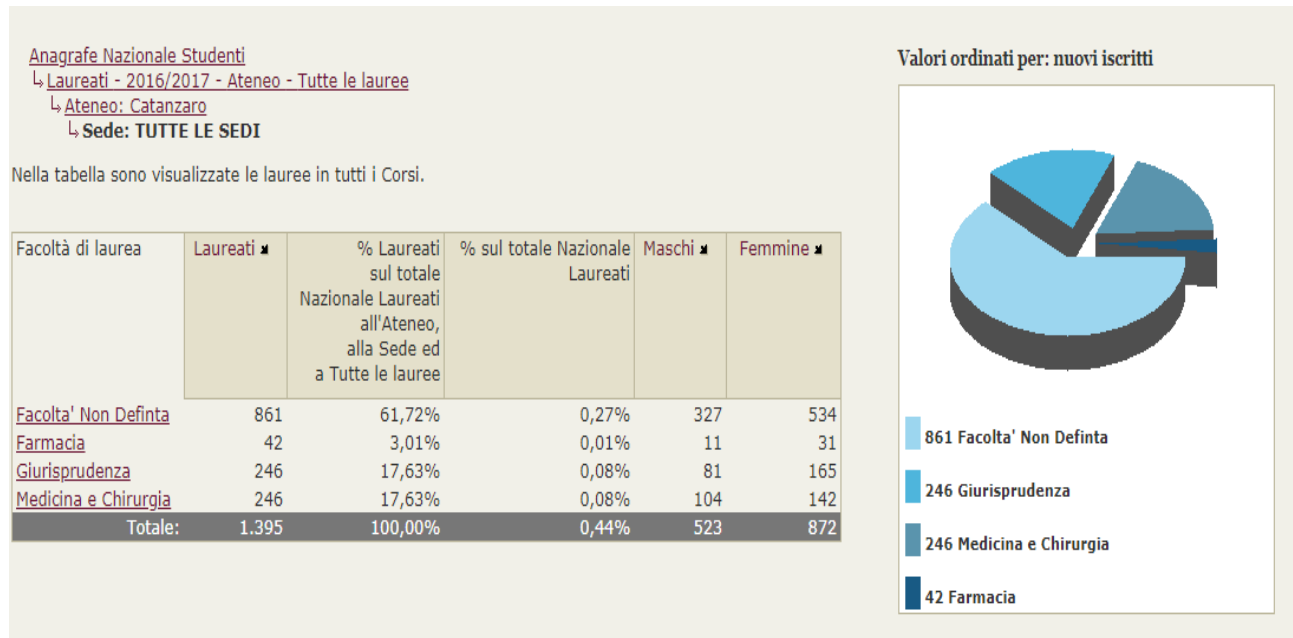 Anagrafe Nazionale Studenti
↳ Laureati - 2016/2017 - Ateneo - Tutte le lauree
↳ Ateneo: Catanzaro
↳ Sede: TUTTE LE SEDI
Nella tabella sono visualizzate le lauree in tutti i Corsi.
Facoltà di laurea Laureati % Laureati sul totale Nazionale Laureati all'Ateneo, alla Sede ed a Tutte le lauree % sul totale Nazionale Laureati Maschi Femmine
Facolta' Non Definta 861 61,72% 0,27% 327 534
Farmacia 42 3,01% 0,01% 11 31
Giurisprudenza 246 17,63% 0,08% 81 165
Medicina e Chirurgia 246 17,63% 0,08% 104 142
Totale: 1.395 100,00% 0,44% 523 872
Valori ordinati per: nuovi iscritti
861 Facolta' Non Definta
246 Giurisprudenza
246 Medicina e Chirurgia
42 Farmacia